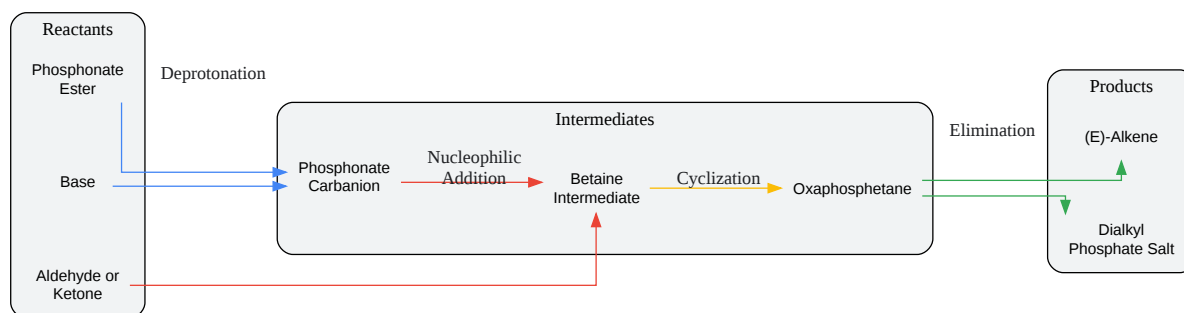 Reactants
Phosphonate
Ester
Deprotonation
Base
Aldehyde or
Ketone
Intermediates
Phosphonate
Carbanion
Nucleophilic
Addition
Betaine
Intermediate
Cyclization
Oxaphosphetane
Elimination
Products
(E)-Alkene
Dialkyl
Phosphate Salt